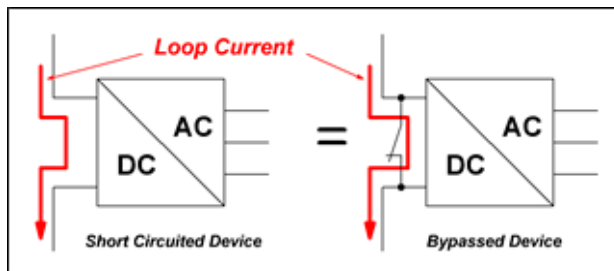 Loop Current
AC
DC
=
AC
DC
Short Circuited Device
Bypassed Device